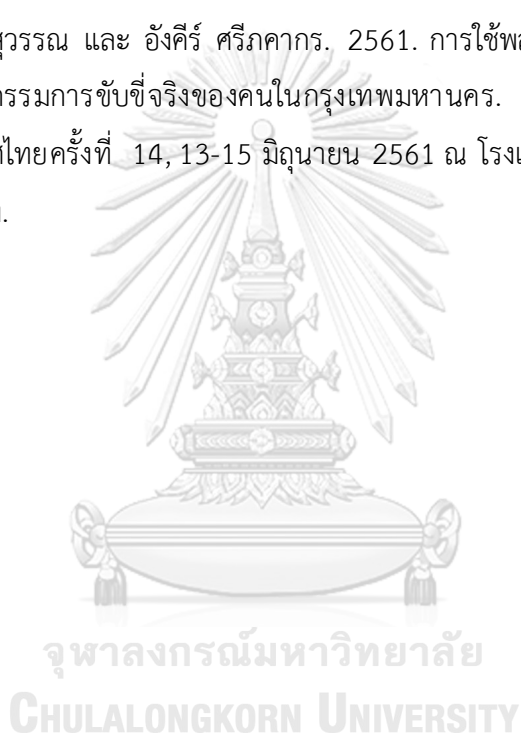 สุวรรณ และ อังคีร์ ศรีภคากร. 2561. การใช้พล
กรรมการขับขี่จริงของคนในกรุงเทพมหานคร.
ไทยครั้งที่ 14, 13-15 มิถุนายน 2561 ณ โรงแ
จุฬาลงกรณ์มหาวิทยาลัย
CHULALONGKORN UNIVERSITY